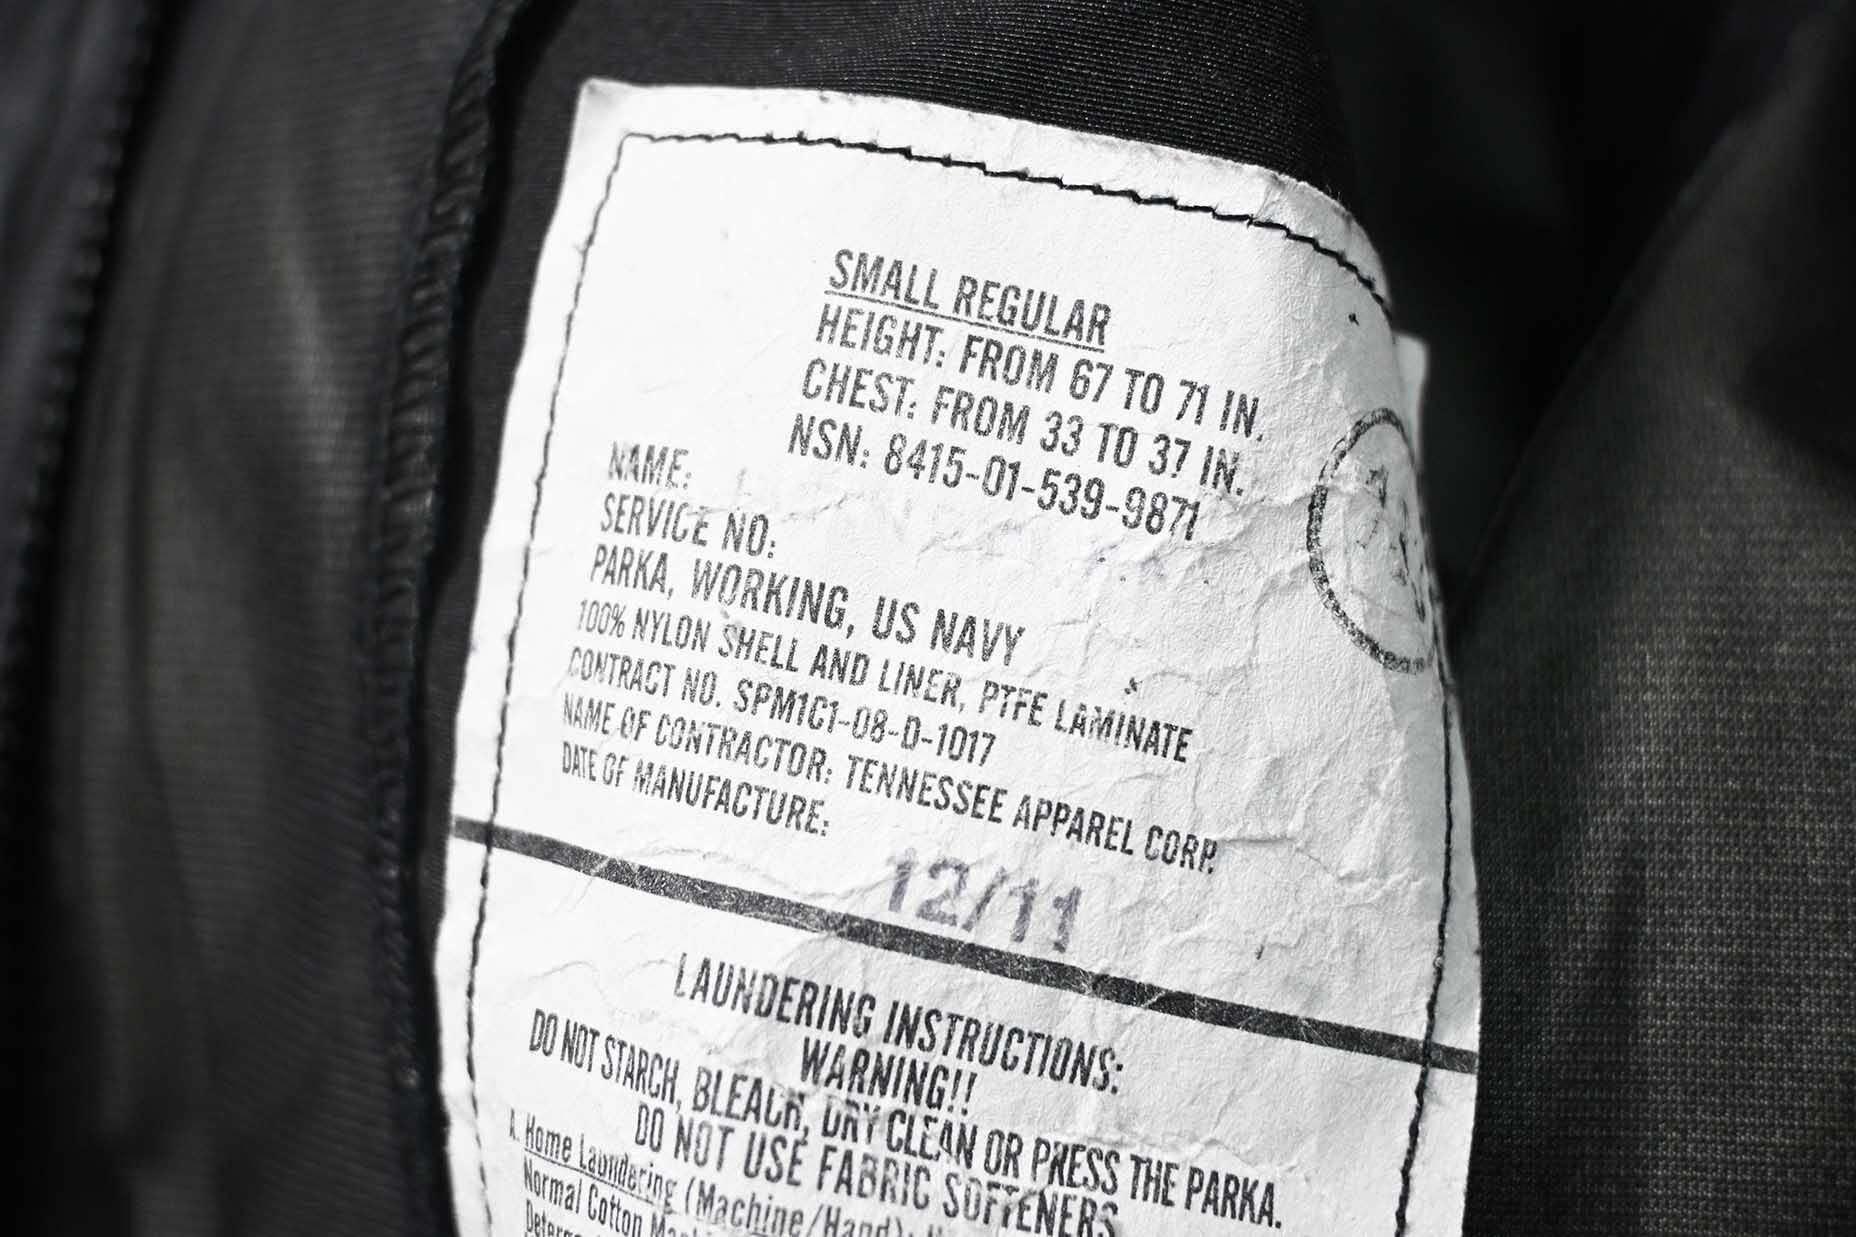 SMALL REGULAR
HEIGHT: FROM 67 TO 71 IN.
CHEST: FROM 33 TO 37 IN.
NSN: 8415-01-539-9871
NAME:
SERVICE NO:
PARKA, WORKING, US NAVY
100% NYLON SHELL AND LINER, PTFE LAMINATE
CONTRACT NO. SPM1C1-08-D-1017
NAME OF CONTRACTOR: TENNESSEE APPAREL CORP.
DATE OF MANUFACTURE:
12/11
LAUNDERING INSTRUCTIONS:
WARNING!!
DO NOT STARCH, BLEACH, DRY CLEAN OR PRESS THE PARKA.
DO NOT USE FABRIC SOFTENERS
A. Home Laundering (Machine/Hand):
Normal Cotton